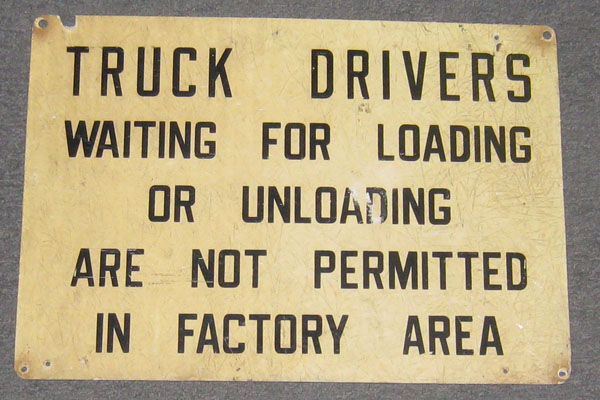 TRUCK DRIVERS
WAITING FOR LOADING
OR UNLOADING
ARE NOT PERMITTED
IN FACTORY AREA